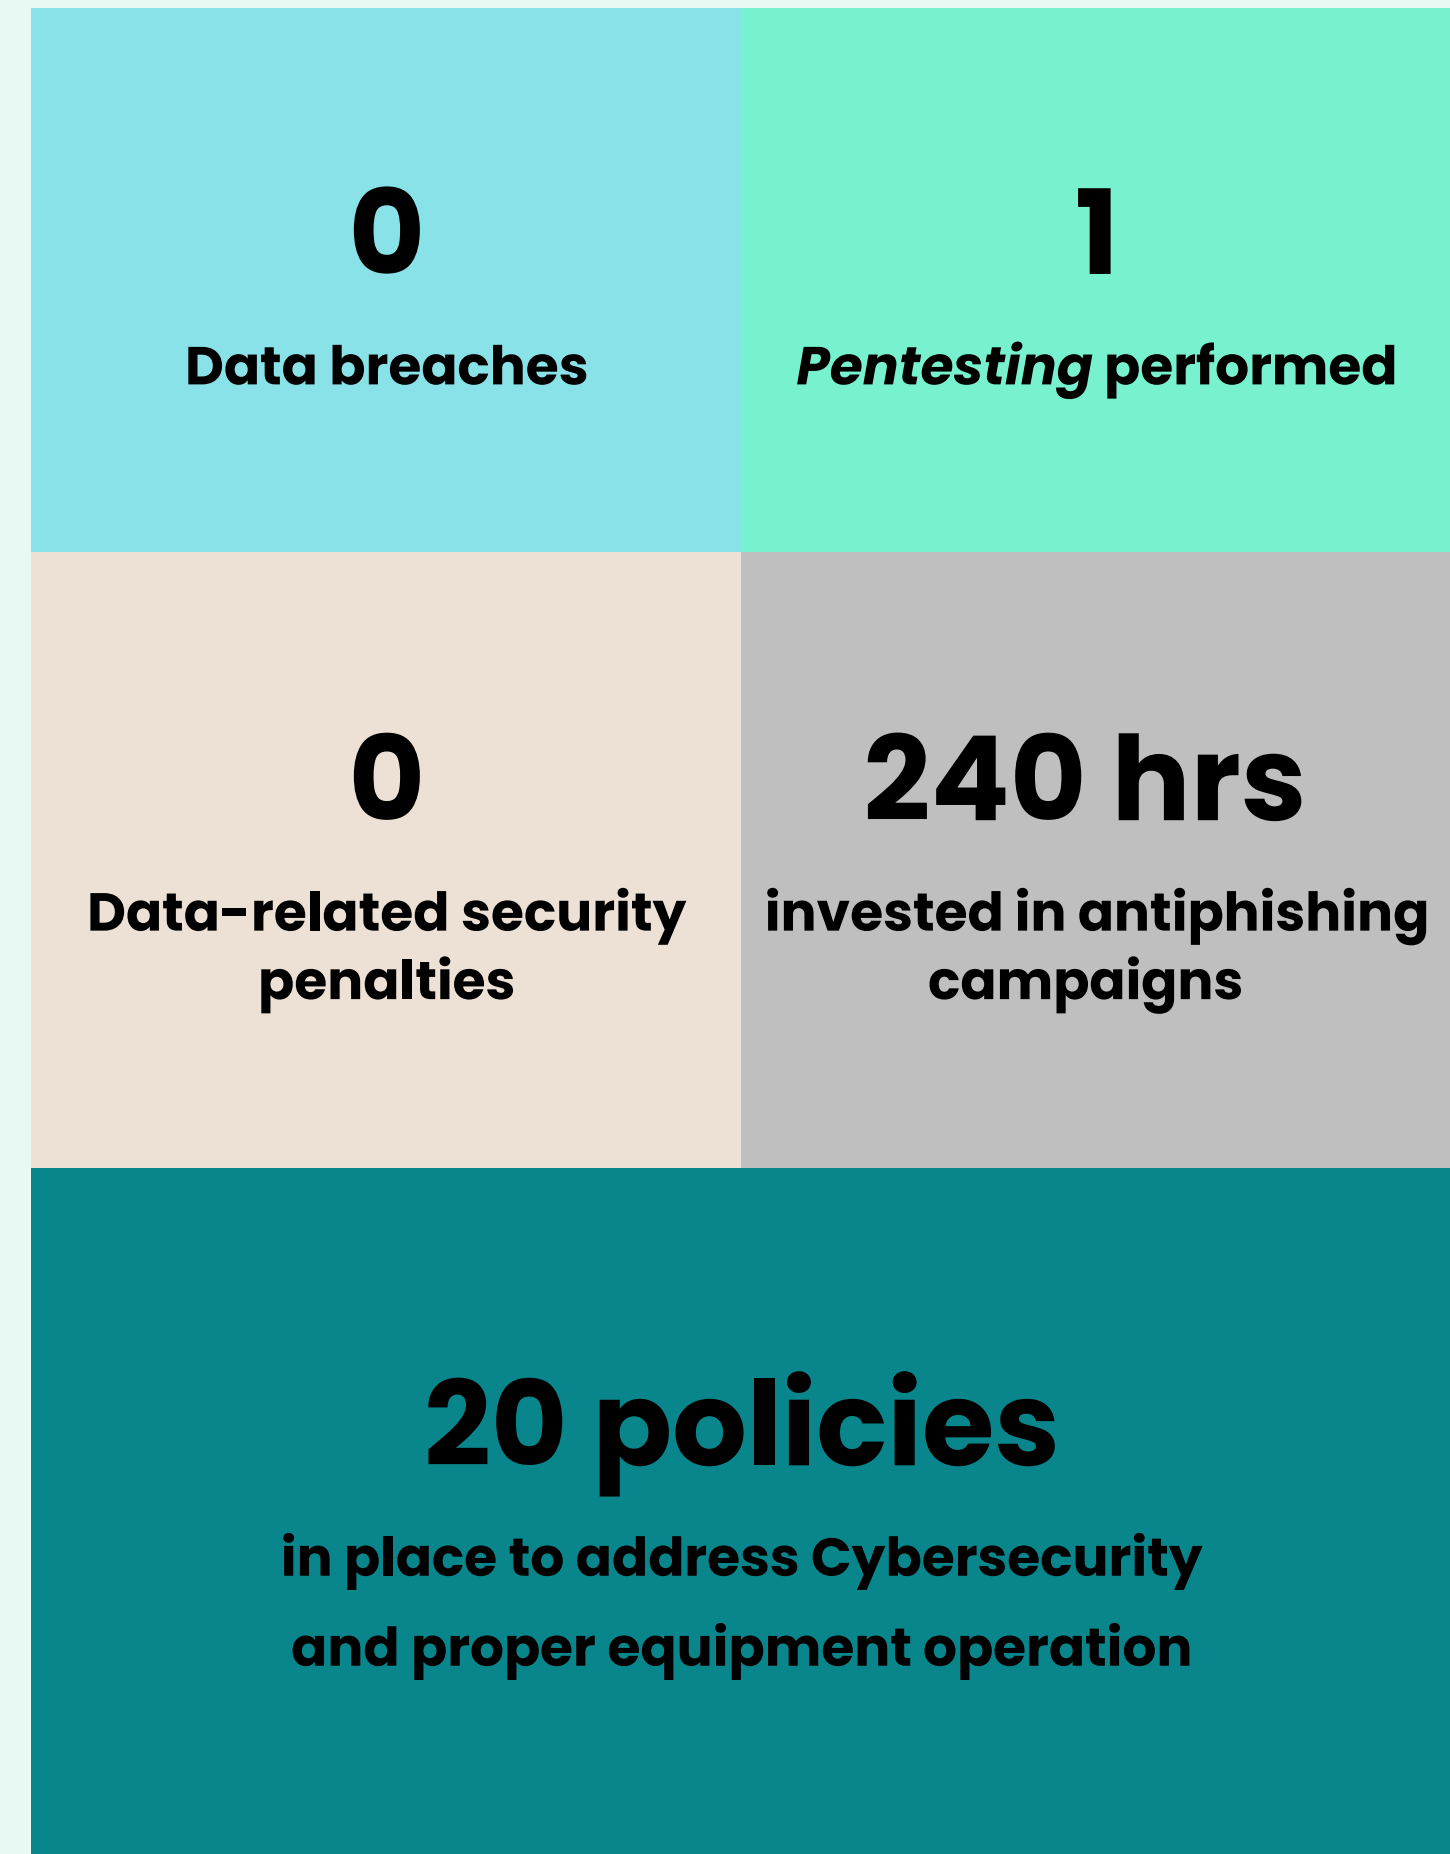 0
Data breaches
1
Pentesting performed
0
Data-related security
penalties
240 hrs
invested in antiphishing
campaigns
20 policies
in place to address Cybersecurity
and proper equipment operation